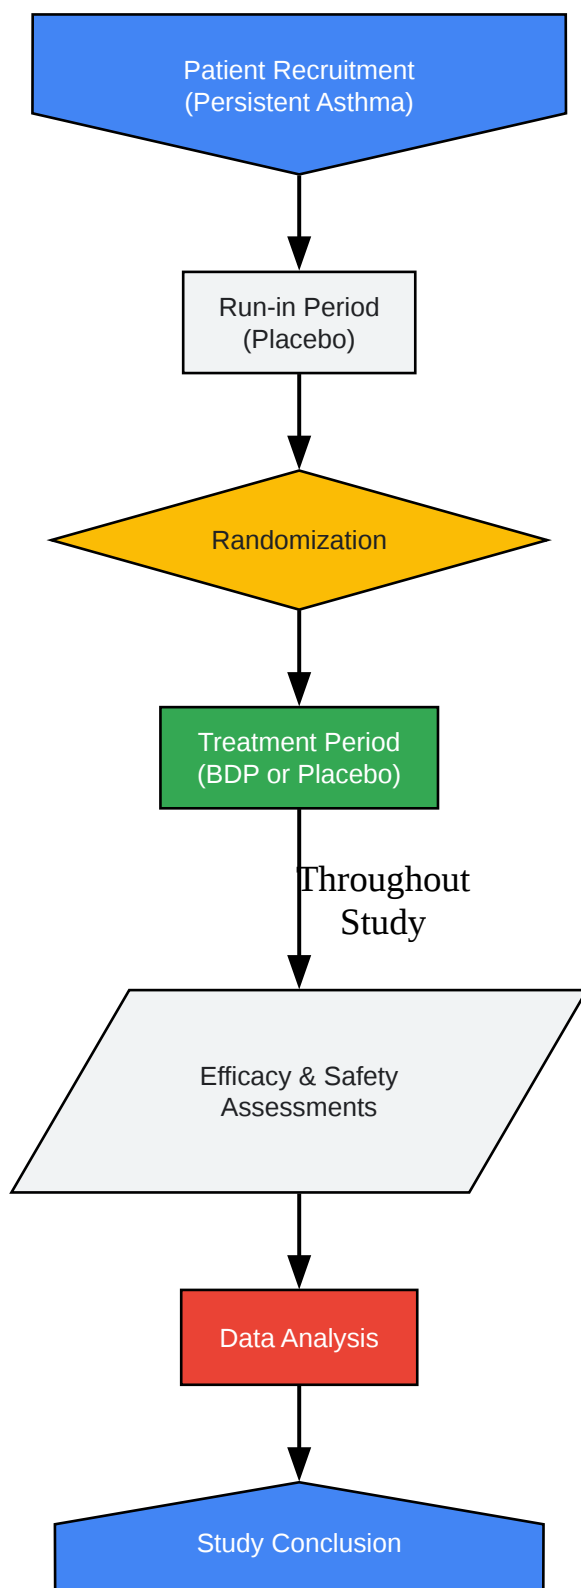 Patient Recruitment
(Persistent Asthma)
Run-in Period
(Placebo)
Randomization
Treatment Period
(BDP or Placebo)
Throughout
Study
Efficacy & Safety
Assessments
Data Analysis
Study Conclusion